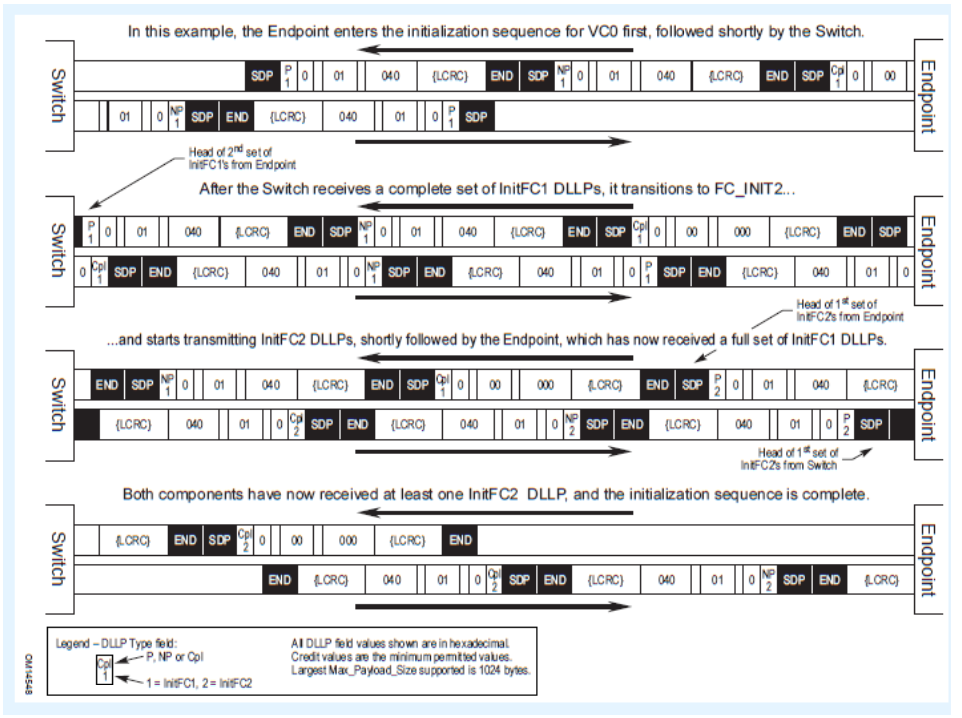 In this example, the Endpoint enters the initialization sequence for VC0 first, followed shortly by the Switch.
Switch
SDP P 1 0 01 040 {LCRC} END SDP NP 1 0 01 040 {LCRC} END SDP Cpl 1 0 00
01 0 NP 1 SDP END {LCRC} 040 01 0 P 1 SDP
Endpoint
Head of 2nd set of
InitFC1's from Endpoint
After the Switch receives a complete set of InitFC1 DLLPs, it transitions to FC_INIT2...
Switch
P 1 0 01 040 {LCRC} END SDP NP 1 0 01 040 {LCRC} END SDP Cpl 1 0 00 000 {LCRC} END SDP
0 Cpl 1 SDP END {LCRC} 040 01 0 NP 1 SDP END {LCRC} 040 01 0 P 1 SDP END {LCRC} 040 01 0
Endpoint
Head of 1st set of
InitFC2's from Endpoint
...and starts transmitting InitFC2 DLLPs, shortly followed by the Endpoint, which has now received a full set of InitFC1 DLLPs.
Switch
END SDP NP 1 0 01 040 {LCRC} END SDP Cpl 1 0 00 000 {LCRC} END SDP P 2 0 01 040 {LCRC}
{LCRC} 040 01 0 Cpl 2 SDP END {LCRC} 040 01 0 NP 2 SDP END {LCRC} 040 01 0 P 2 SDP
Endpoint
Head of 1st set of
InitFC2's from Switch
Both components have now received at least one InitFC2 DLLP, and the initialization sequence is complete.
Switch
{LCRC} END SDP Cpl 2 0 00 000 {LCRC} END
END {LCRC} 040 01 0 Cpl 2 SDP END {LCRC} 040 01 0 NP 2 SDP END {LCRC}
Endpoint
Legend – DLLP Type field:
Cpl 1
P, NP or Cpl
1 = InitFC1, 2 = InitFC2
All DLLP field values shown are in hexadecimal.
Credit values are the minimum permitted values.
Largest Max_Payload_Size supported is 1024 bytes.
OM14548